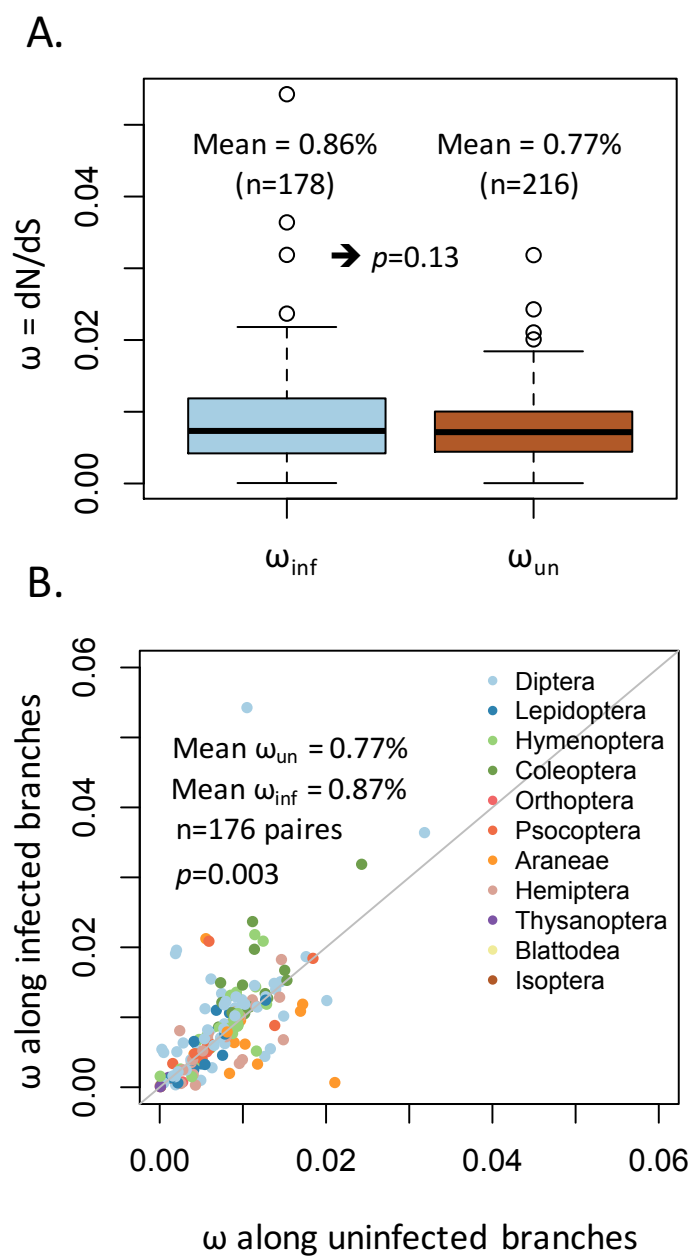 A.
Mean = 0.86% Mean = 0.77%
(n=178) (n=216)
➔ p=0.13
ω = dN/dS
0.04
0.02
0.00
ωinf ωun
B.
0.06
0.04
0.02
0.00
ω along infected branches
Mean ωun = 0.77%
Mean ωinf = 0.87%
n=176 paires
p=0.003
Diptera
Lepidoptera
Hymenoptera
Coleoptera
Orthoptera
Psocoptera
Araneae
Hemiptera
Thysanoptera
Blattodea
Isoptera
0.00 0.02 0.04 0.06
ω along uninfected branches